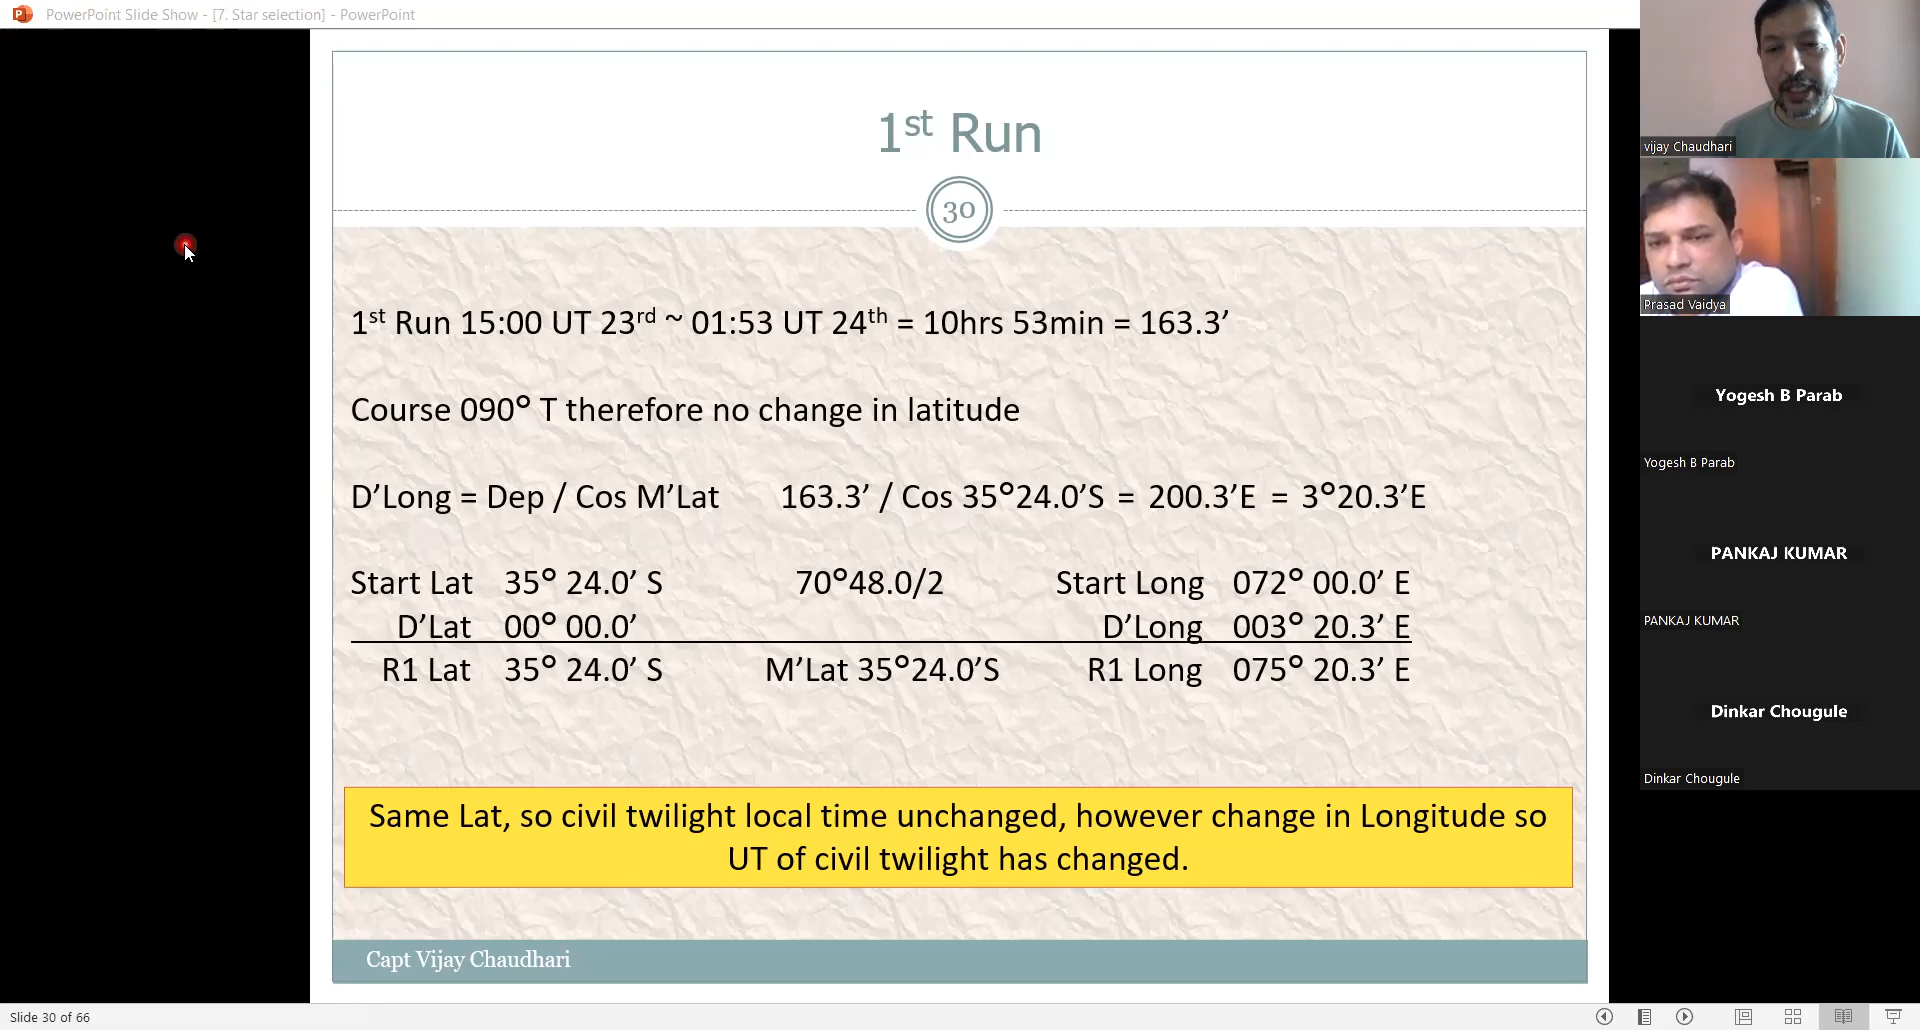 PowerPoint Slide Show - [7. Star selection] - PowerPoint
1st Run
30
1st Run 15:00 UT 23rd ~ 01:53 UT 24th = 10hrs 53min = 163.3’
Course 090° T therefore no change in latitude
D’Long = Dep / Cos M’Lat 163.3’ / Cos 35°24.0’S = 200.3’E = 3°20.3’E
Start Lat 35° 24.0’ S 70°48.0/2 Start Long 072° 00.0’ E
D’Lat 00° 00.0’ D’Long 003° 20.3’ E
R1 Lat 35° 24.0’ S M’Lat 35°24.0’S R1 Long 075° 20.3’ E
Same Lat, so civil twilight local time unchanged, however change in Longitude so
UT of civil twilight has changed.
Capt Vijay Chaudhari
Slide 30 of 66
vijay Chaudhari
Prasad Vaidya
Yogesh B Parab
Yogesh B Parab
PANKAJ KUMAR
PANKAJ KUMAR
Dinkar Chougule
Dinkar Chougule